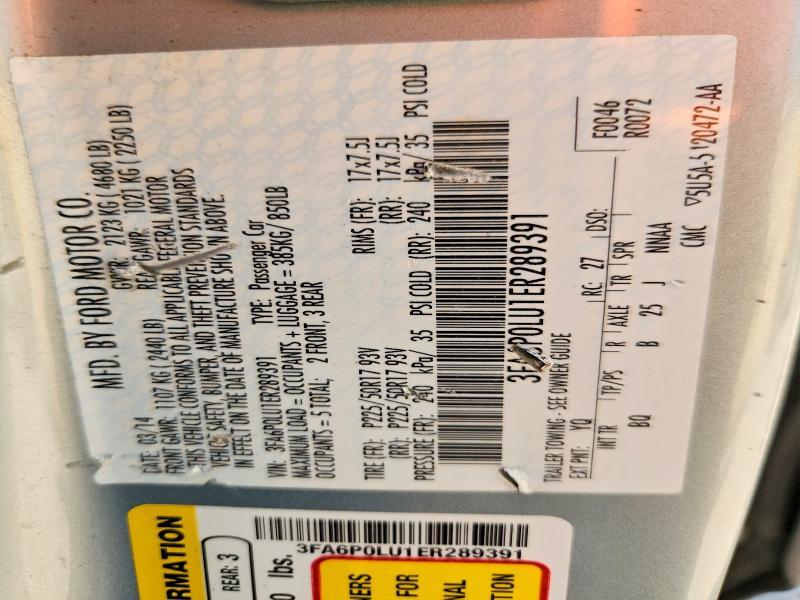 MFD. BY FORD MOTOR CO.
DATE: 03/14 GVWR: 2123 KG ( 4680 LB)
FRONT GAWR: 1107 KG (2440 LB) REAR GAWR: 1021 KG ( 2250 LB)
THIS VEHICLE CONFORMS TO ALL APPLICABLE FEDERAL MOTOR
VEHICLE SAFETY, BUMPER, AND THEFT PREVENTION STANDARDS
IN EFFECT ON THE DATE OF MANUFACTURE SHOWN ABOVE.
VIN: 3FA6P0LU1ER289391 TYPE: Passenger Car
MAXIMUM LOAD = OCCUPANTS + LUGGAGE = 385KG/ 850LB
OCCUPANTS = 5 TOTAL; 2 FRONT, 3 REAR
TIRE (FR): P225/50R17 93V RIMS (FR): 17x7.5J
(RR): P225/50R17 93V (RR): 17x7.5J
PRESSURE (FR): 240 kPa/ 35 PSI COLD (RR): 240 kPa/ 35 PSI COLD
3FA6P0LU1ER289391
TRAILER TOWING - SEE OWNER GUIDE
EXT PNT: YQ RC: 27 DSO:
F0046
R0072
INT TR TP/PS R AXLE TR SPR
BQ B 25 J NNAA
CMC 5U5A-5420472-AA
3FA6P0LU1ER289391
RMATION
REAR: 3
0 lbs.
NERS
FOR
NAL
TION